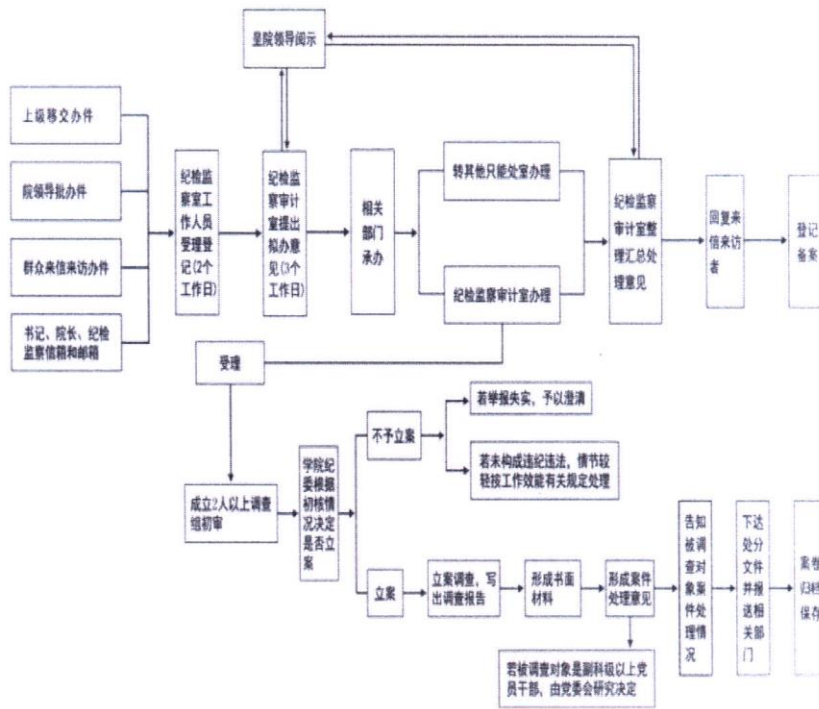 呈院领导阅示
上级移交办件
院领导批办件
群众来信来访办件
书记、院长、纪检
监察信箱和邮箱
纪检监
察室工
作人员
受理登
记(2个
工作日)
纪检监
察审计
室提出
拟办意
见(3个
工作日)
相关
部门
承办
转其他只能处室办理
纪检监察审计室办理
纪检监察
审计室整
理汇总处
理意见
回复来
信来访
者
登记
备案
受理
成立2人以上调查
组初审
学院纪
委根据
初核情
况决定
是否立
案
不予立案
若举报失实，予以澄清
若未构成违纪违法，情节较
轻按工作效能有关规定处理
立案
立案调查，写
出调查报告
形成书面
材料
形成案件
处理意见
若被调查对象是副科级以上党
员干部，由党委会研究决定
告知
被调
查对
象案
件处
理情
况
下达
处分
文件
并报
送相
关部
门
案卷
归档
保存